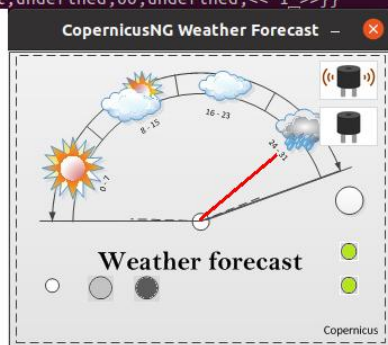 CopernicusNG Weather Forecast
0 - 7
8 - 15
16 - 23
24 - 31
Weather forecast
Copernicus